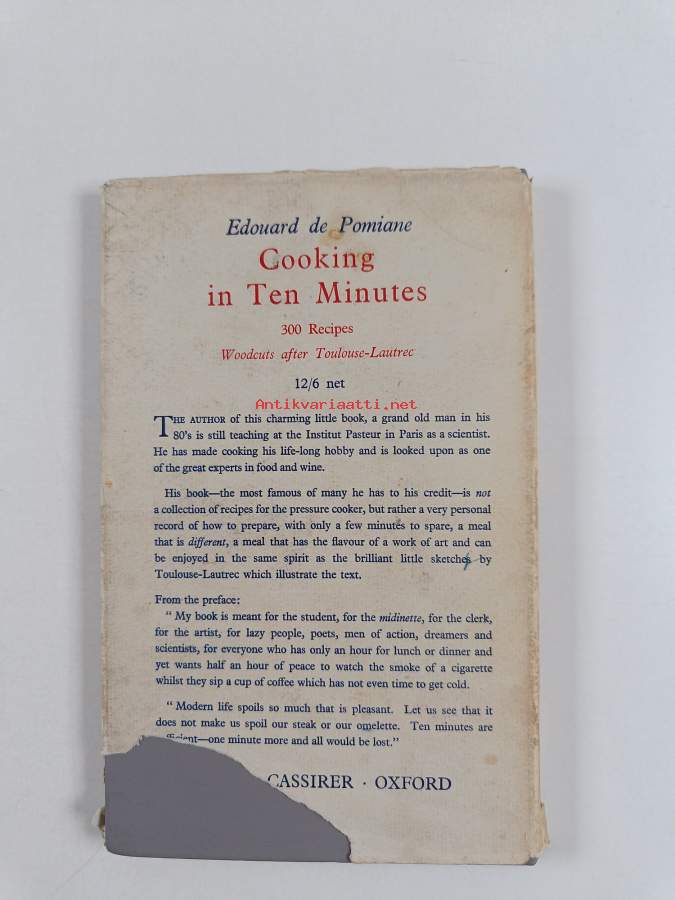 Edouard de Pomiane
Cooking
in Ten Minutes
300 Recipes
Woodcuts after Toulouse-Lautrec
12/6 net
Antikvariaatti.net
THE AUTHOR of this charming little book, a grand old man in his
80's is still teaching at the Institut Pasteur in Paris as a scientist.
He has made cooking his life-long hobby and is looked upon as one
of the great experts in food and wine.
His book—the most famous of many he has to his credit—is not
a collection of recipes for the pressure cooker, but rather a very personal
record of how to prepare, with only a few minutes to spare, a meal
that is different, a meal that has the flavour of a work of art and can
be enjoyed in the same spirit as the brilliant little sketches by
Toulouse-Lautrec which illustrate the text.
From the preface:
" My book is meant for the student, for the midinette, for the clerk,
for the artist, for lazy people, poets, men of action, dreamers and
scientists, for everyone who has only an hour for lunch or dinner and
yet wants half an hour of peace to watch the smoke of a cigarette
whilst they sip a cup of coffee which has not even time to get cold.
" Modern life spoils so much that is pleasant. Let us see that it
does not make us spoil our steak or our omelette. Ten minutes are
—one minute more and all would be lost."
CASSIRER · OXFORD